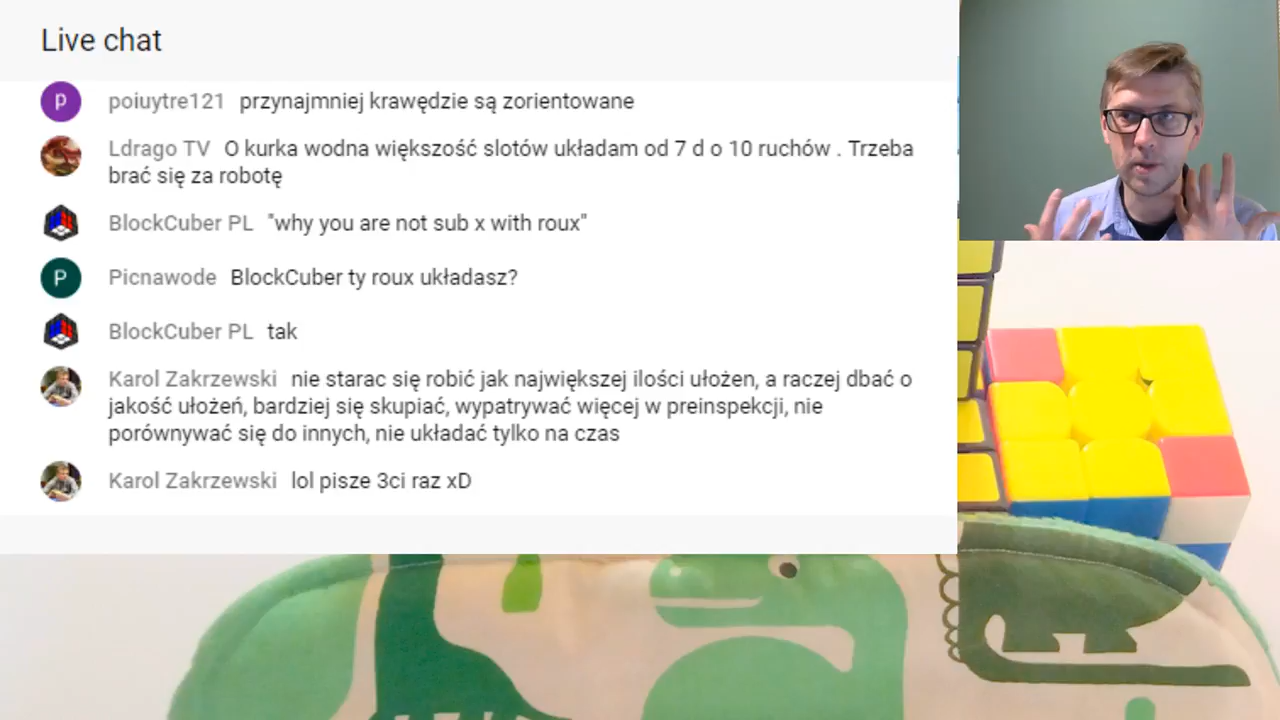 Live chat
p
poiuytre121 przynajmniej krawędzie są zorientowane
Ldrago TV O kurka wodna większość slotów układam od 7 d o 10 ruchów . Trzeba
brać się za robotę
BlockCuber PL "why you are not sub x with roux"
P
Picnawode BlockCuber ty roux układasz?
BlockCuber PL tak
Karol Zakrzewski nie starac się robić jak największej ilości ułożen, a raczej dbać o
jakość ułożeń, bardziej się skupiać, wypatrywać więcej w preinspekcji, nie
porównywać się do innych, nie układać tylko na czas
Karol Zakrzewski lol pisze 3ci raz xD